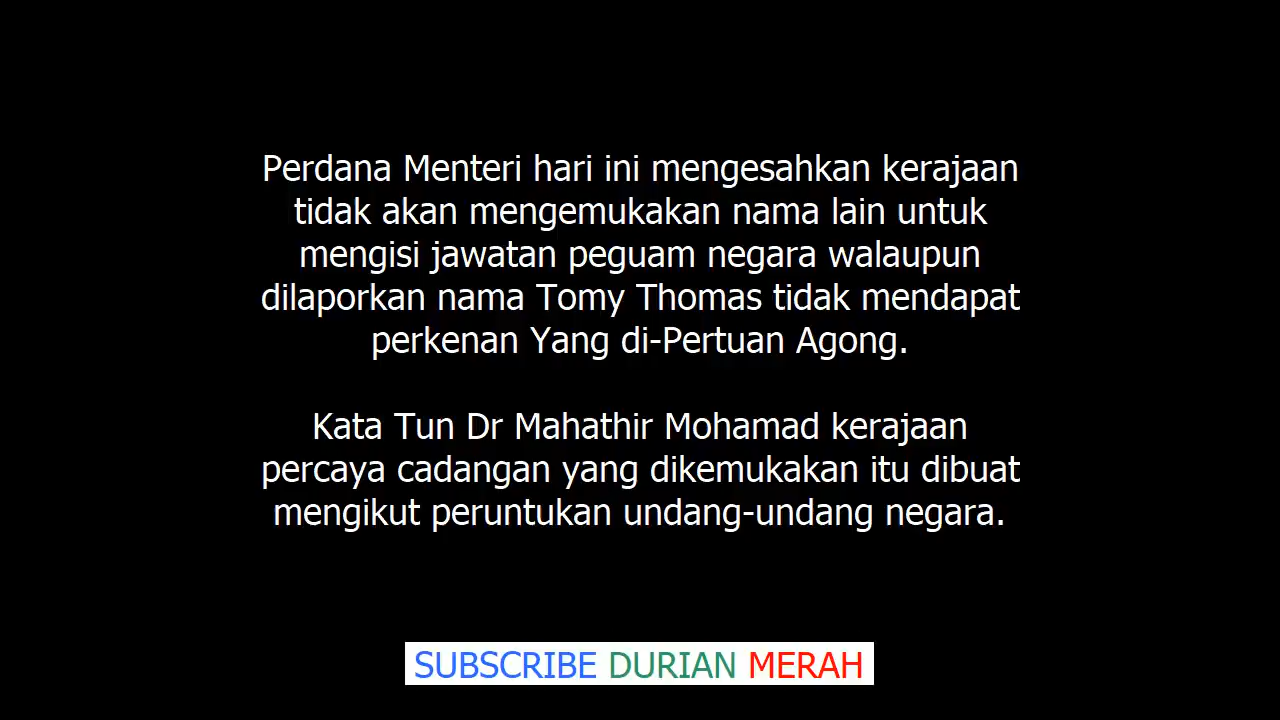 Perdana Menteri hari ini mengesahkan kerajaan
tidak akan mengemukakan nama lain untuk
mengisi jawatan peguam negara walaupun
dilaporkan nama Tomy Thomas tidak mendapat
perkenan Yang di-Pertuan Agong.
Kata Tun Dr Mahathir Mohamad kerajaan
percaya cadangan yang dikemukakan itu dibuat
mengikut peruntukan undang-undang negara.
SUBSCRIBE DURIAN MERAH